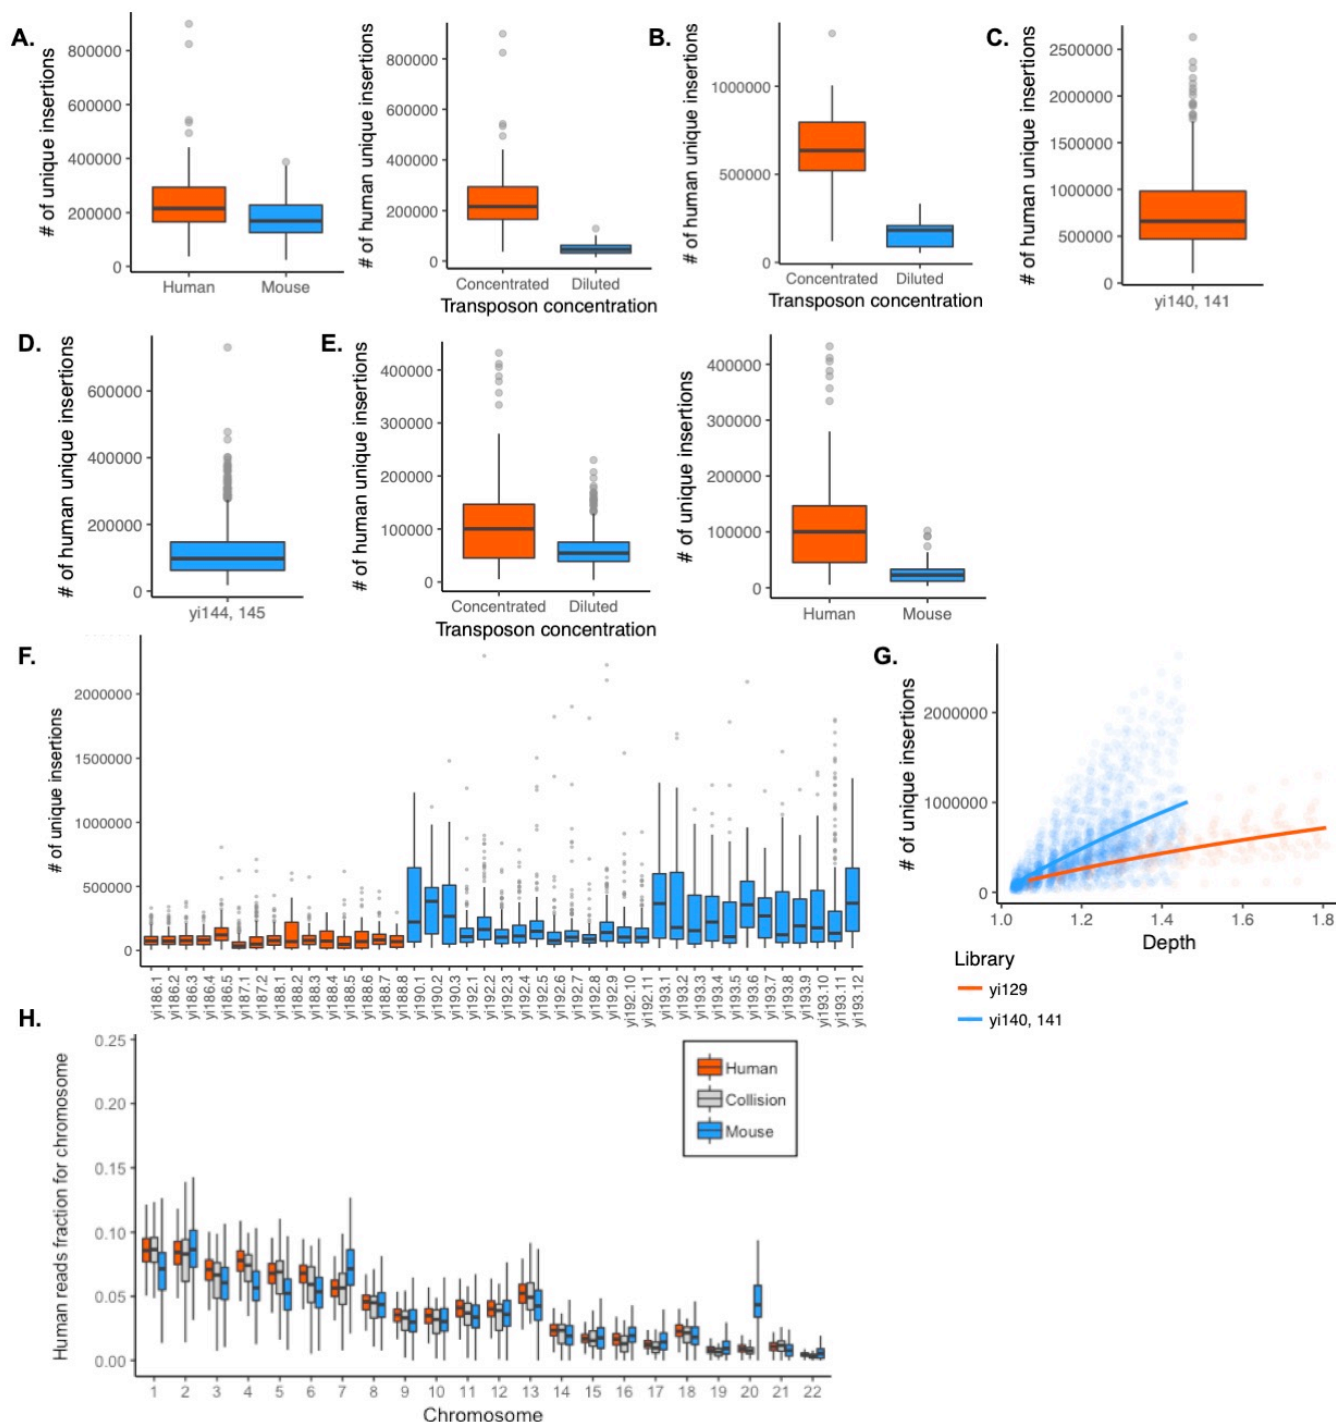 A.
# of unique insertions
800000
600000
400000
200000
0
Human
Mouse
# of human unique insertions
800000
600000
400000
200000
0
Concentrated
Diluted
Transposon concentration
B.
# of human unique insertions
1000000
500000
0
Concentrated
Diluted
Transposon concentration
C.
# of human unique insertions
2500000
2000000
1500000
1000000
500000
0
yi140, 141
D.
# of human unique insertions
600000
400000
200000
0
yi144, 145
E.
# of human unique insertions
400000
300000
200000
100000
0
Concentrated
Diluted
Transposon concentration
# of unique insertions
400000
300000
200000
100000
0
Human
Mouse
F.
# of unique insertions
2000000
1500000
1000000
500000
0
yi186.1
yi186.2
yi186.3
yi186.4
yi186.5
yi187.1
yi187.2
yi188.1
yi188.2
yi188.3
yi188.4
yi188.5
yi188.6
yi188.7
yi188.8
yi190.1
yi190.2
yi190.3
yi192.1
yi192.2
yi192.3
yi192.4
yi192.5
yi192.6
yi192.7
yi192.8
yi192.9
yi192.10
yi192.11
yi193.1
yi193.2
yi193.3
yi193.4
yi193.5
yi193.6
yi193.7
yi193.8
yi193.9
yi193.10
yi193.11
yi193.12
G.
# of unique insertions
2000000
1000000
0
1.0
1.2
1.4
1.6
1.8
Depth
Library
yi129
yi140, 141
H.
Human reads fraction for chromosome
0.25
0.20
0.15
0.10
0.05
0.00
Human
Collision
Mouse
1 2 3 4 5 6 7 8 9 10 11 12 13 14 15 16 17 18 19 20 21 22
Chromosome